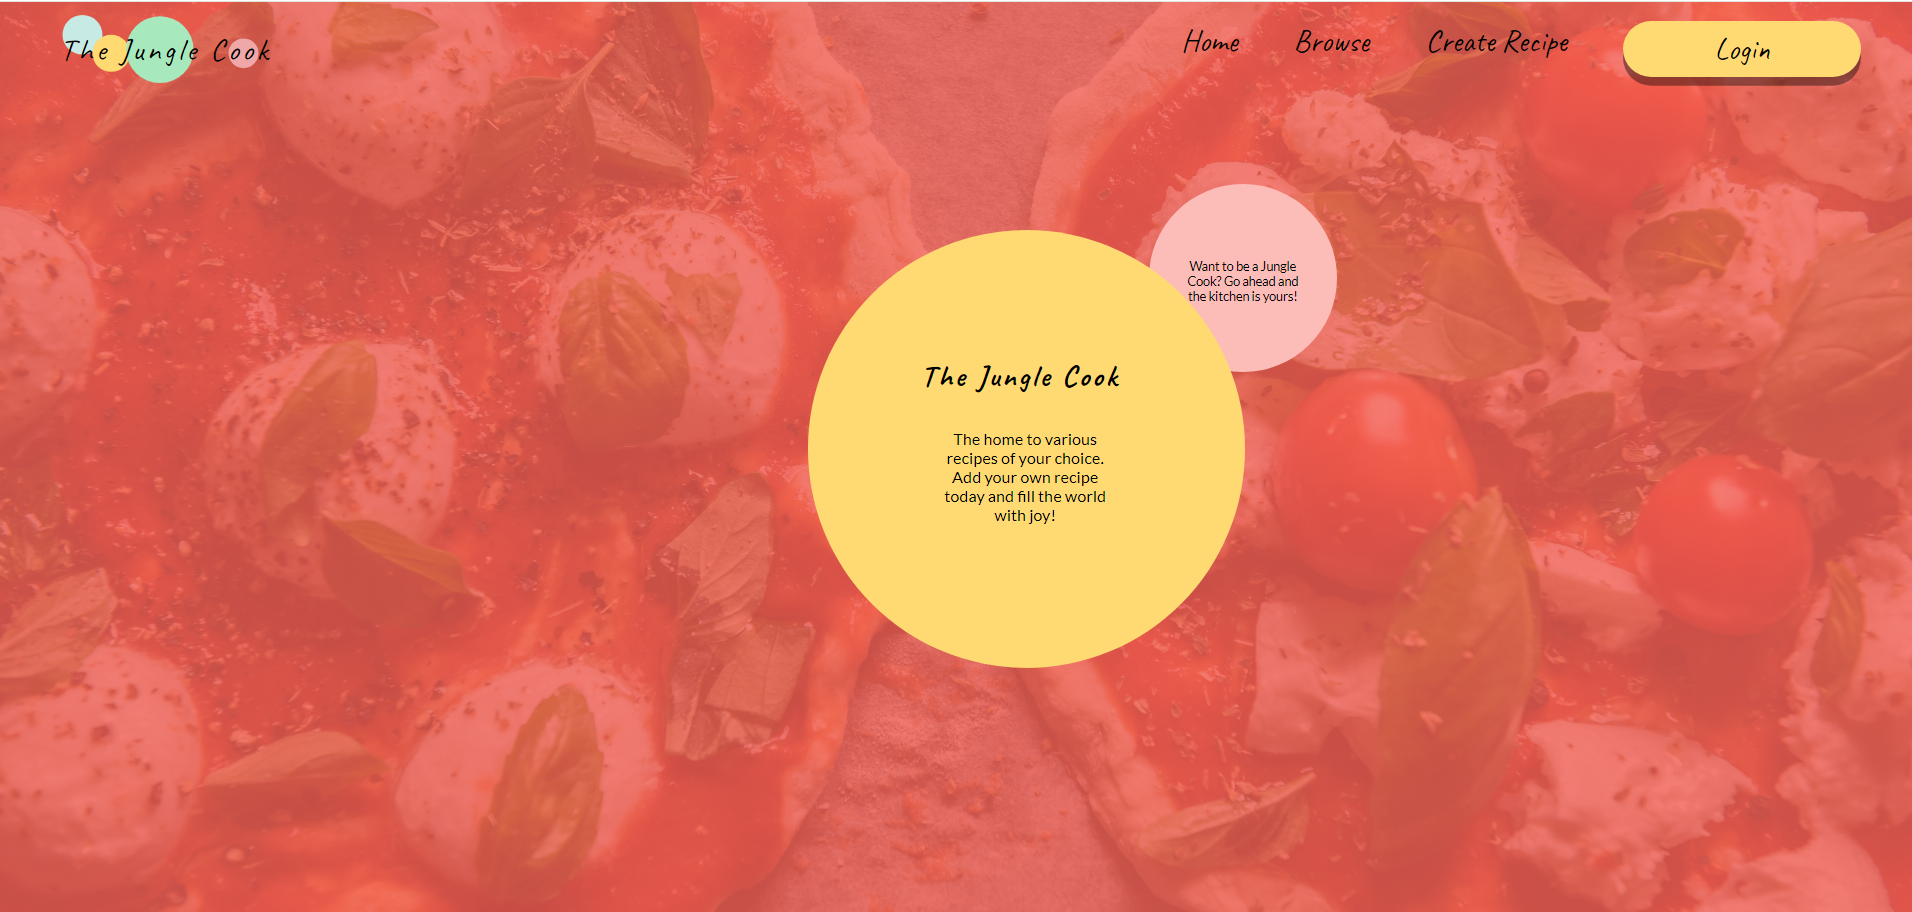 The Jungle Cook
Home
Browse
Create Recipe
Login
Want to be a Jungle
Cook? Go ahead and
the kitchen is yours!
The Jungle Cook
The home to various
recipes of your choice.
Add your own recipe
today and fill the world
with joy!